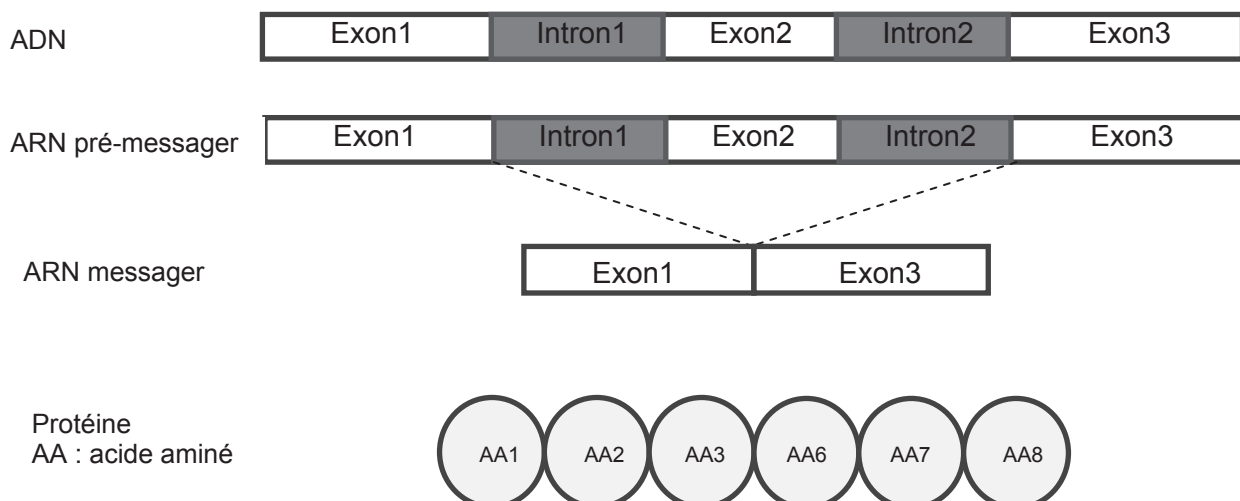 ADN
Exon1 Intron1 Exon2 Intron2 Exon3
ARN pré-messager
Exon1 Intron1 Exon2 Intron2 Exon3
ARN messager
Exon1 Exon3
Protéine
AA : acide aminé
AA1 AA2 AA3 AA6 AA7 AA8